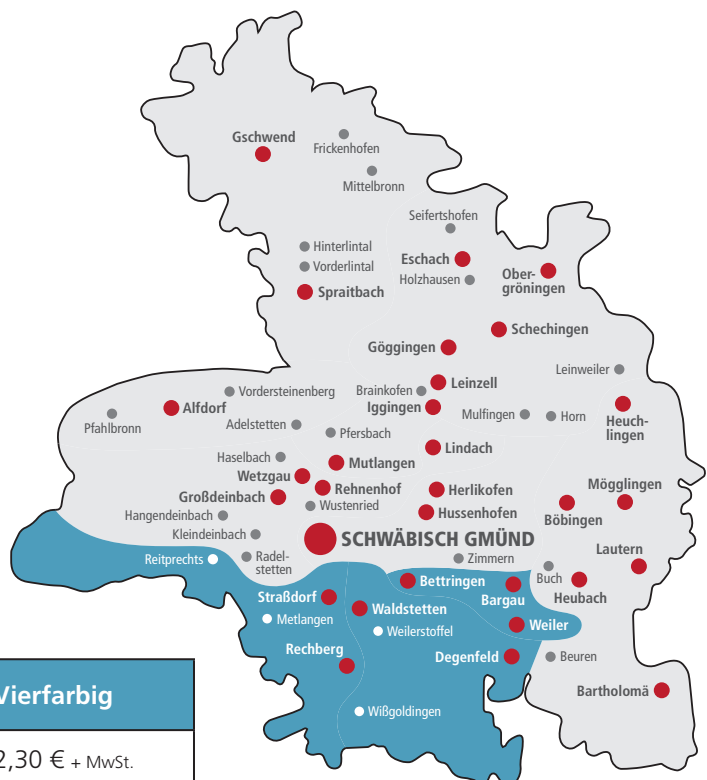 Gschwend
Frickenhofen
Mittelbronn
Seifertshofen
Hinterlintal
Vorderlintal
Eschach
Holzhausen
Ober-
gröningen
Spraitbach
Schechingen
Göggingen
Leinweiler
Leinzell
Vordersteinenberg
Brainkofen
Alfdorf
Iggingen
Pfahlbronn
Mulfingen
Horn
Heuch-
lingen
Adelstetten
Pfersbach
Lindach
Haselbach
Mutlangen
Wetzgau
Rehnenhof
Herlikofen
Mögglingen
Großdeinbach
Wustenried
Hussenhofen
Böbingen
Hangendeinbach
Kleindeinbach
SCHWÄBISCH GMÜND
Lautern
Reitprechts
Radel-
stetten
Zimmern
Buch
Bettringen
Bargau
Heubach
Straßdorf
Waldstetten
Metlangen
Weilerstoffel
Weiler
Rechberg
Degenfeld
Beuren
Bartholomä
Wißgoldingen
Vierfarbig
2,30 € + MwSt.